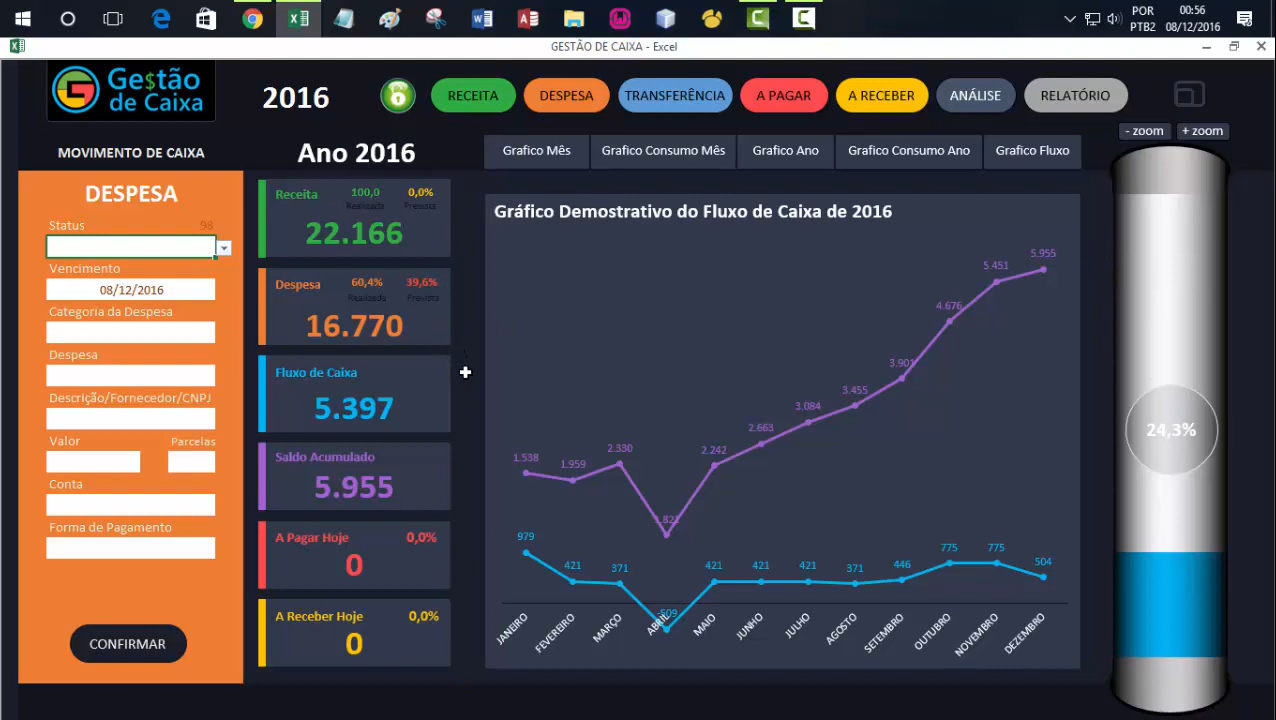 POR
00:56
PTB2
08/12/2016
GESTÃO DE CAIXA - Excel
Ge$tão
de Caixa
2016
RECEITA
DESPESA
TRANSFERÊNCIA
A PAGAR
A RECEBER
ANÁLISE
RELATÓRIO
- zoom
+ zoom
MOVIMENTO DE CAIXA
Ano 2016
Grafico Mês
Grafico Consumo Mês
Grafico Ano
Grafico Consumo Ano
Grafico Fluxo
DESPESA
Status
98
Vencimento
08/12/2016
Categoria da Despesa
Despesa
Descrição/Fornecedor/CNPJ
Valor
Parcelas
Conta
Forma de Pagamento
CONFIRMAR
Receita
100,0
0,0%
Realizada
Prevista
22.166
Despesa
60,4%
39,6%
Realizada
Prevista
16.770
Fluxo de Caixa
5.397
Saldo Acumulado
5.955
A Pagar Hoje
0,0%
0
A Receber Hoje
0,0%
0
Gráfico Demostrativo do Fluxo de Caixa de 2016
1.538
1.959
2.330
2.242
2.663
3.084
3.455
3.901
4.676
5.451
5.955
979
421
371
-509
421
421
421
371
446
775
775
504
JANEIRO
FEVEREIRO
MARÇO
ABRIL
MAIO
JUNHO
JULHO
AGOSTO
SETEMBRO
OUTUBRO
NOVEMBRO
DEZEMBRO
24,3%